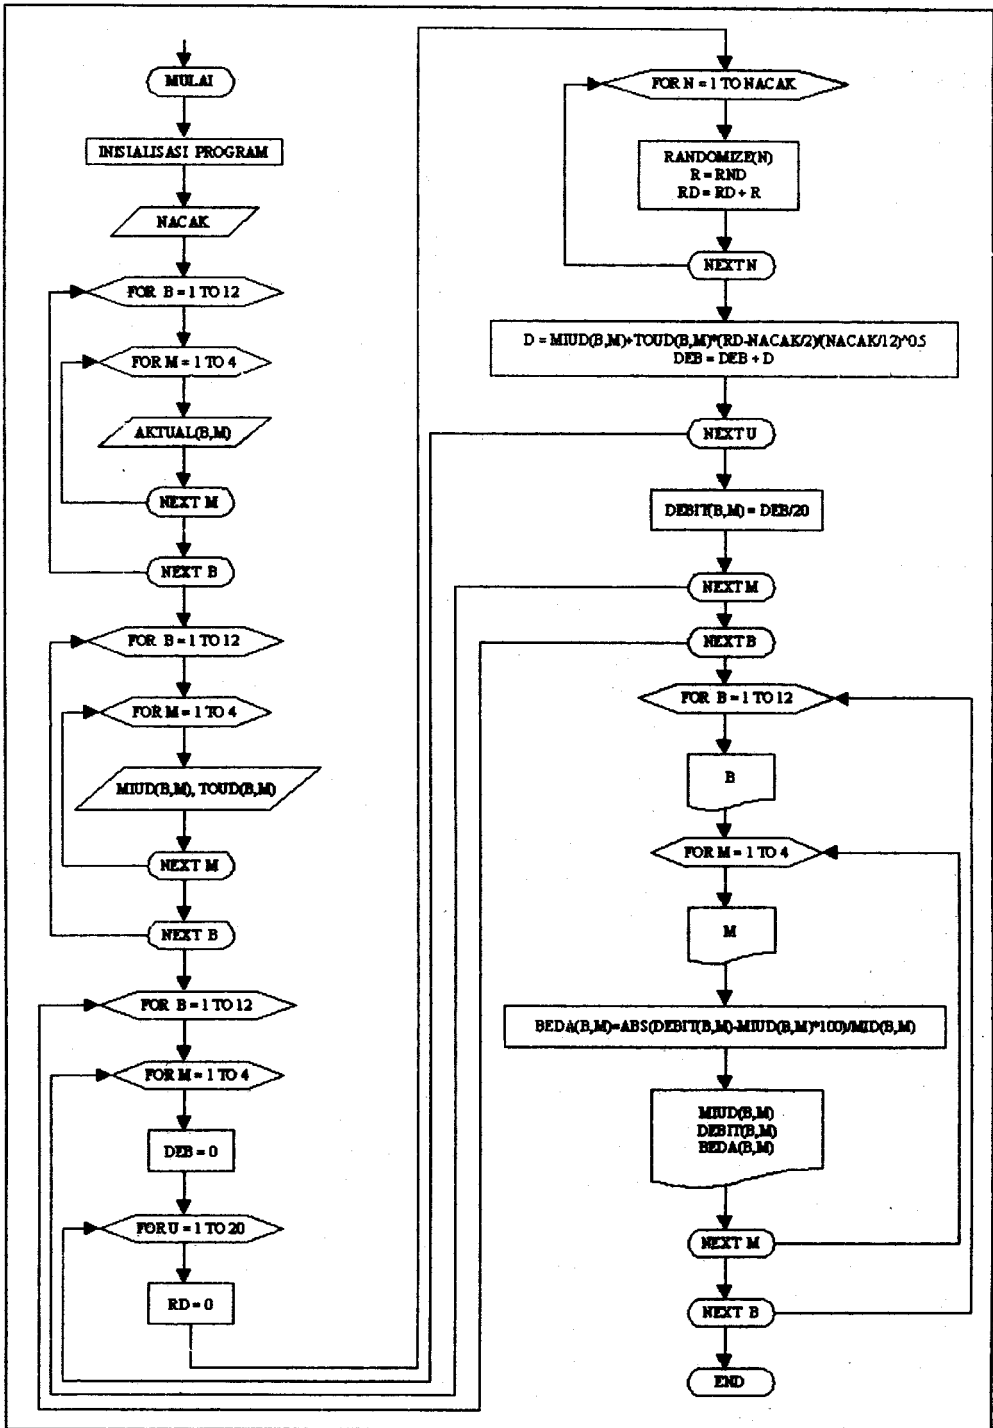 MULAI
INISIALISASI PROGRAM
NACAK
FOR B = 1 TO 12
FOR M = 1 TO 4
AKTUAL(B,M)
NEXT M
NEXT B
FOR B = 1 TO 12
FOR M = 1 TO 4
MIUD(B,M), TOUD(B,M)
NEXT M
NEXT B
FOR B = 1 TO 12
FOR M = 1 TO 4
DEB = 0
FOR U = 1 TO 20
RD = 0
FOR N = 1 TO NACAK
RANDOMIZE(N)
R = RND
RD = RD + R
NEXT N
D = MIUD(B,M)+TOUD(B,M)*(RD-NACAK/2)/(NACAK/12)^0.5
DEB = DEB + D
NEXT U
DEBIT(B,M) = DEB/20
NEXT M
NEXT B
FOR B = 1 TO 12
B
FOR M = 1 TO 4
M
BEDA(B,M)=ABS(DEBIT(B,M)-MIUD(B,M)*100)/MID(B,M)
MIUD(B,M)
DEBIT(B,M)
BEDA(B,M)
NEXT M
NEXT B
END